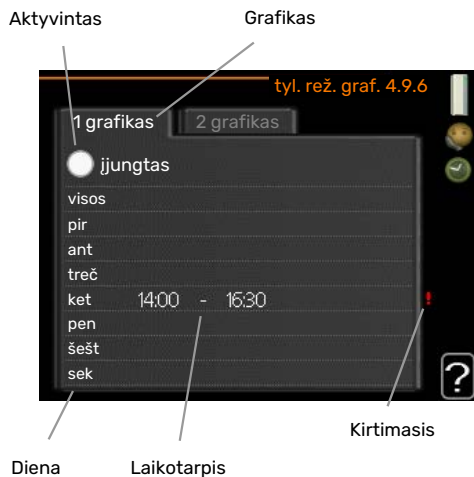 Aktyvintas
Grafikas
tyl. rež. graf. 4.9.6
1 grafikas
2 grafikas
įjungtas
visos
pir
ant
treč
ket 14:00 - 16:30
!
pen
šešt
sek
?
Kirtimasis
Diena
Laikotarpis